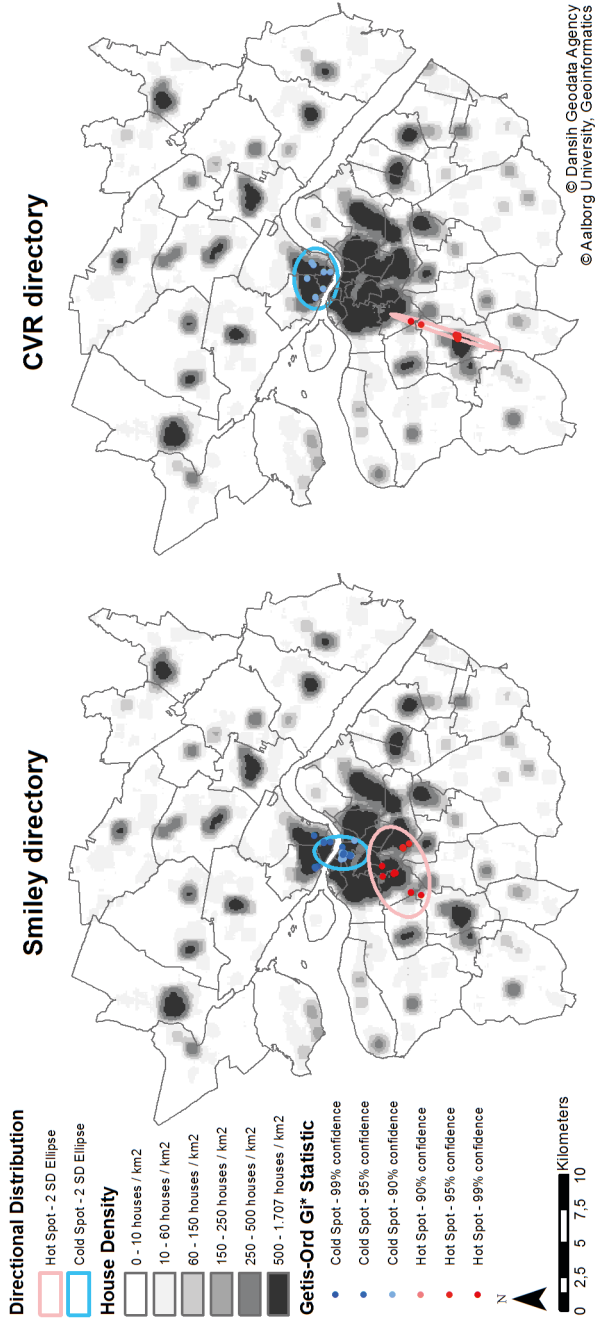 Smiley directory
CVR directory
Directional Distribution
Hot Spot - 2 SD Ellipse
Cold Spot - 2 SD Ellipse
House Density
0 - 10 houses / km2
10 - 60 houses / km2
60 - 150 houses / km2
150 - 250 houses / km2
250 - 500 houses / km2
500 - 1.707 houses / km2
Getis-Ord Gi* Statistic
Cold Spot - 99% confidence
Cold Spot - 95% confidence
Cold Spot - 90% confidence
Hot Spot - 90% confidence
Hot Spot - 95% confidence
Hot Spot - 99% confidence
N
0 2,5 5 7,5 10
Kilometers
© Dansih Geodata Agency
© Aalborg University, Geoinformatics